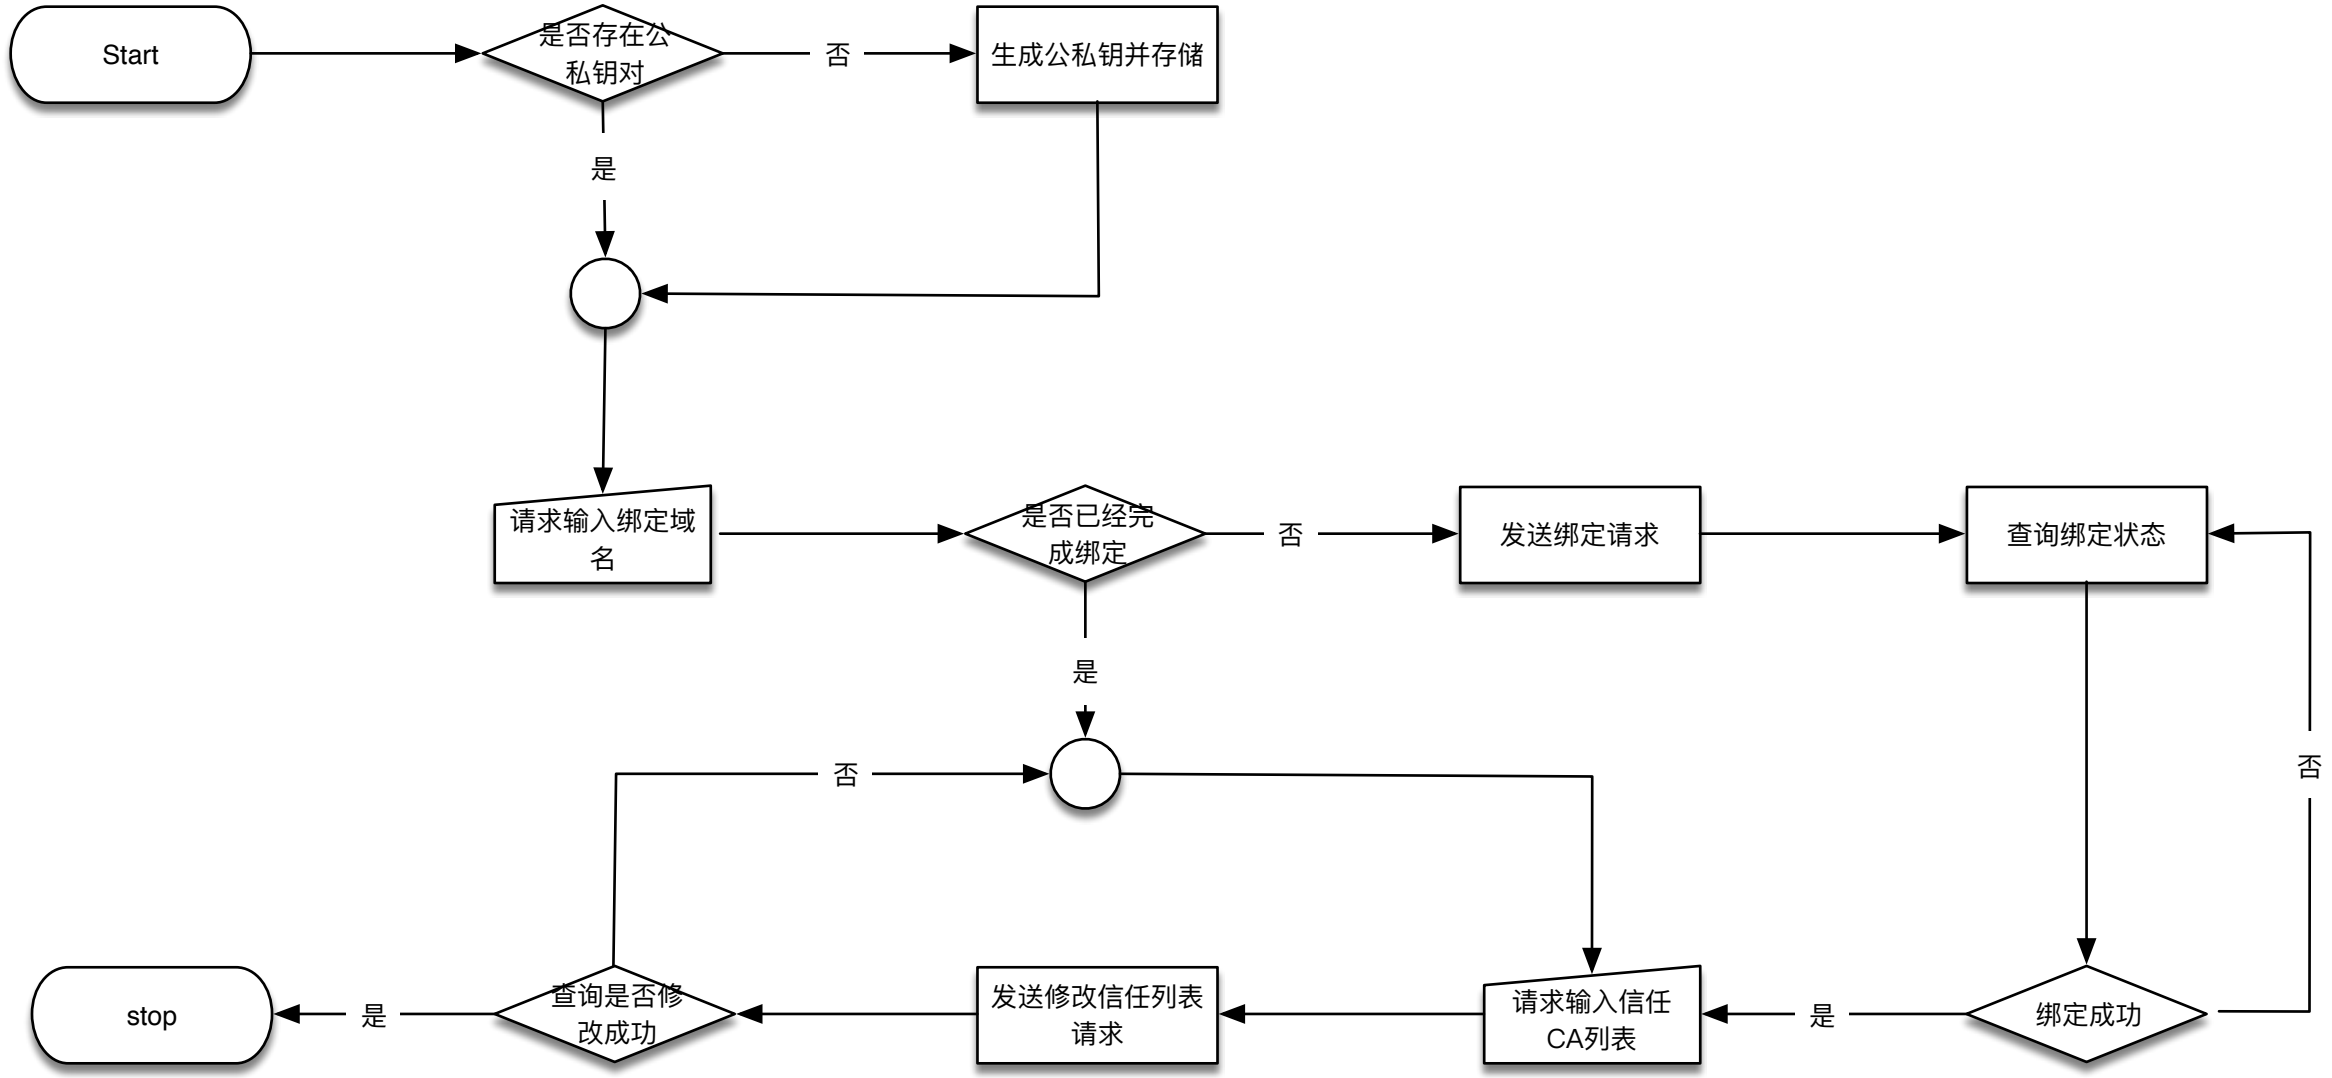 Start
是否存在公
私钥对
否
生成公私钥并存储
是
请求输入绑定域
名
是否已经完
成绑定
否
发送绑定请求
查询绑定状态
是
否
否
stop
是
查询是否修
改成功
发送修改信任列表
请求
请求输入信任
CA列表
是
绑定成功